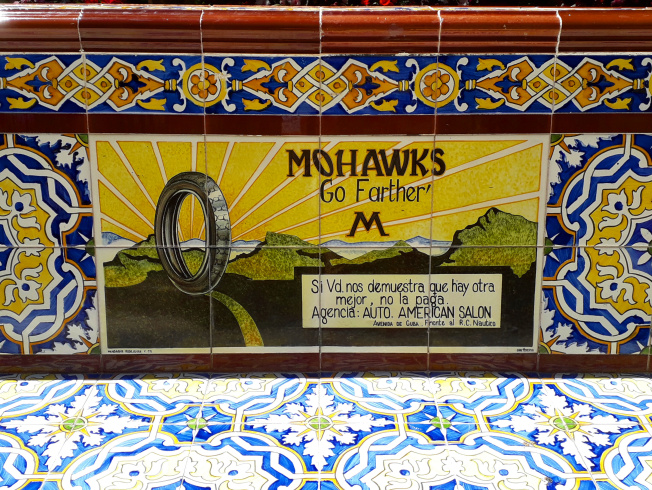 MOHAWKS
Go Farther'
M
Si Vd. nos demuestra que hay otra
mejor, no la paga.
Agencia: AUTO. AMERICAN SALON
AVENIDA DE CUBA. Frente al R.C. Náutico